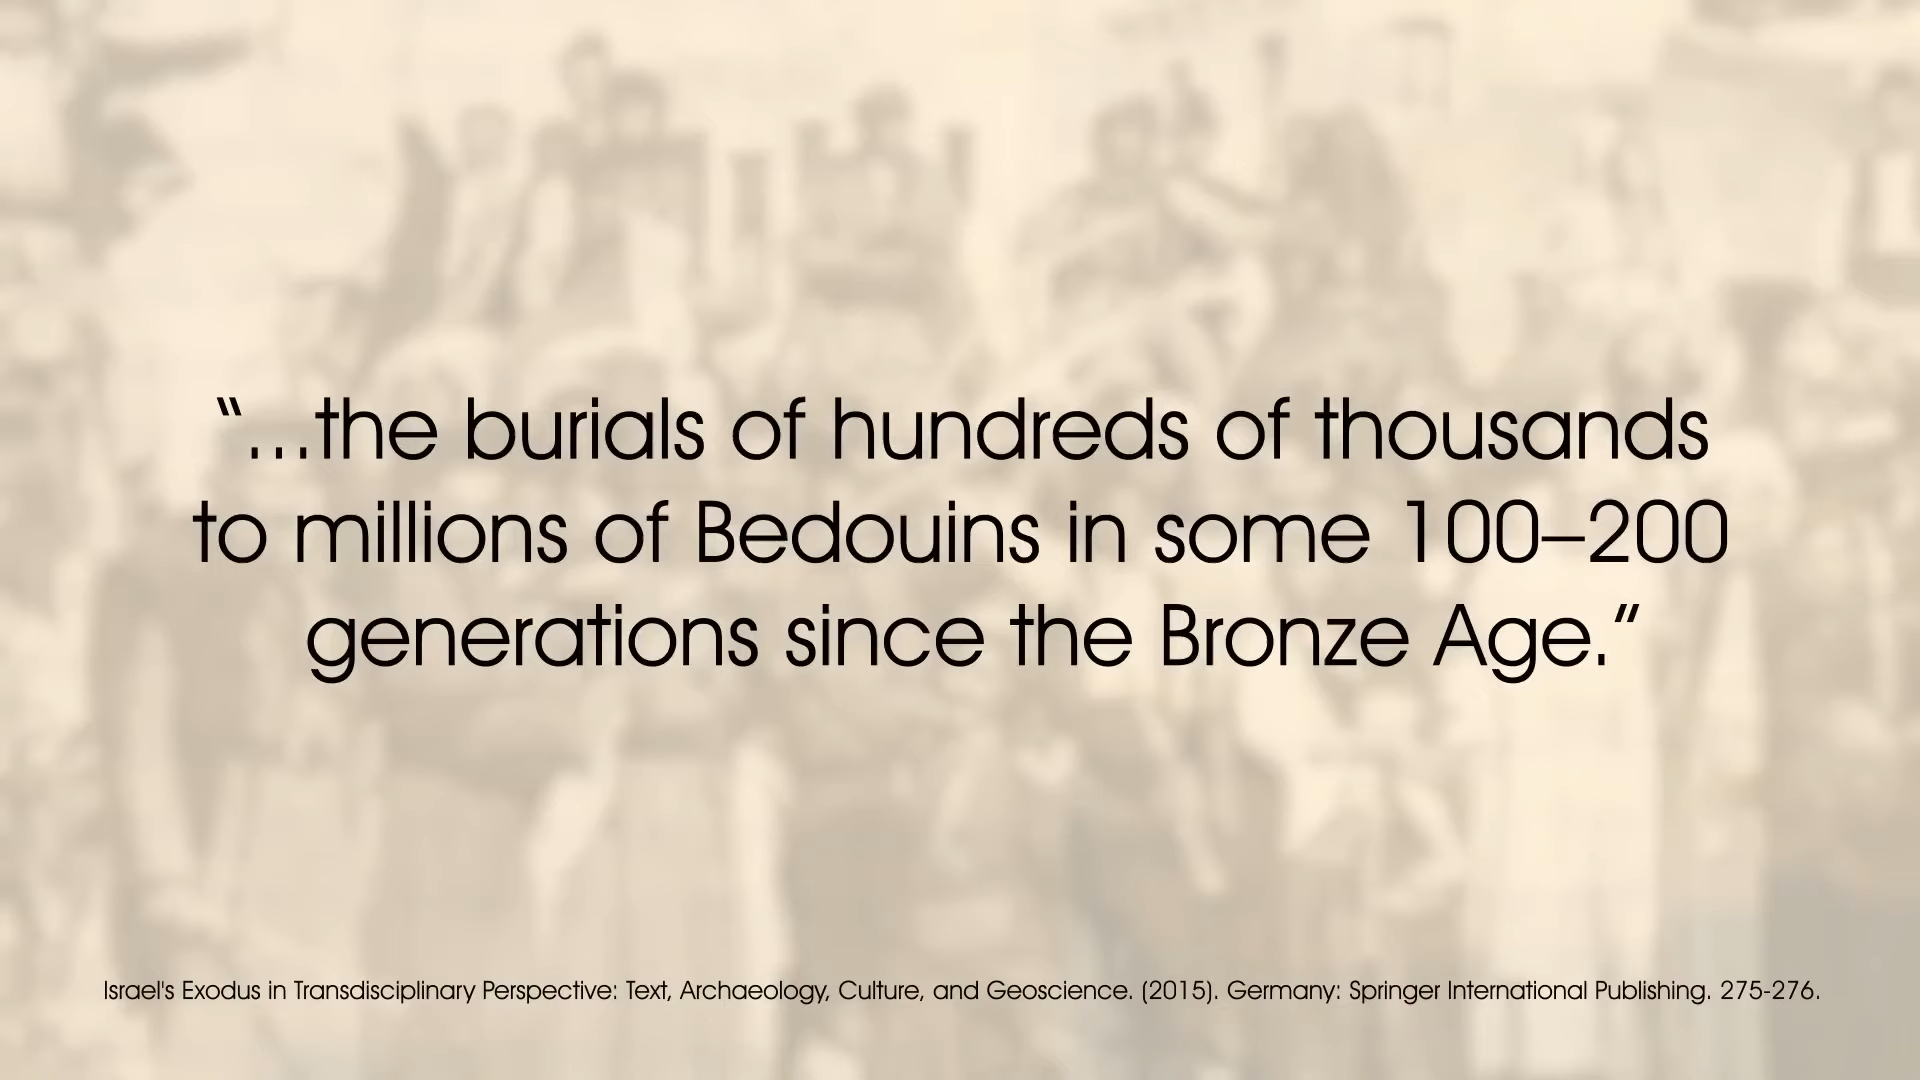 “...the burials of hundreds of thousands
to millions of Bedouins in some 100–200
generations since the Bronze Age.”
Israel's Exodus in Transdisciplinary Perspective: Text, Archaeology, Culture, and Geoscience. (2015). Germany: Springer International Publishing. 275-276.